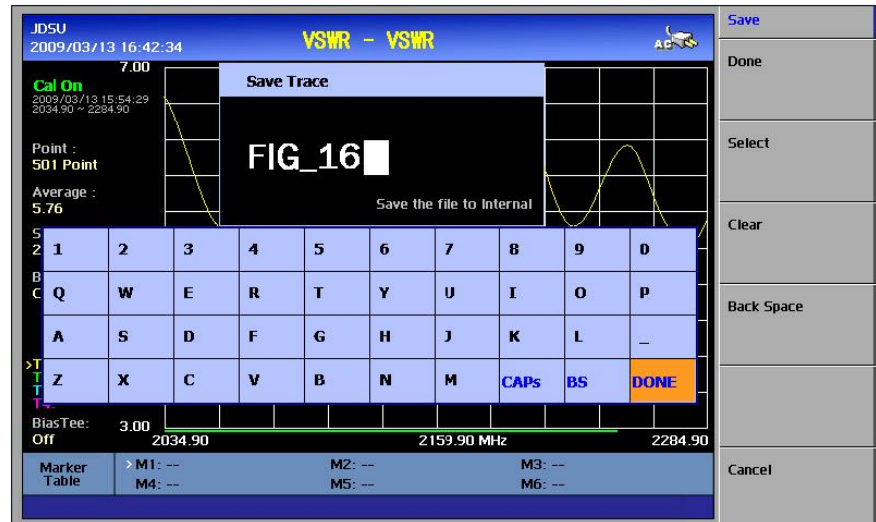 JDSU
2009/03/13 16:42:34
VSWR - VSWR
AC
Save
Done
Select
Clear
Back Space
Cancel
Cal On
2009/03/13 15:54:29
2034.90 ~ 2284.90
Point :
501 Point
Average :
5.76
7.00
Save Trace
FIG_16
Save the file to Internal
1 2 3 4 5 6 7 8 9 0
Q W E R T Y U I O P
A S D F G H J K L _
Z X C V B N M CAPs BS DONE
BiasTee:
Off
3.00
2034.90 2159.90 MHz 2284.90
Marker Table
>M1: -- M2: -- M3: --
M4: -- M5: -- M6: --